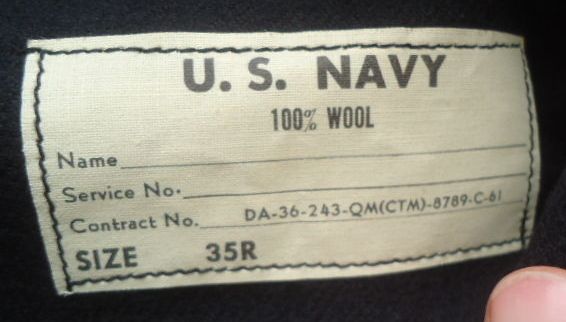 U. S. NAVY
100% WOOL
Name
Service No.
Contract No. DA-36-243-QM(CTM)-8789-C-61
SIZE 35R